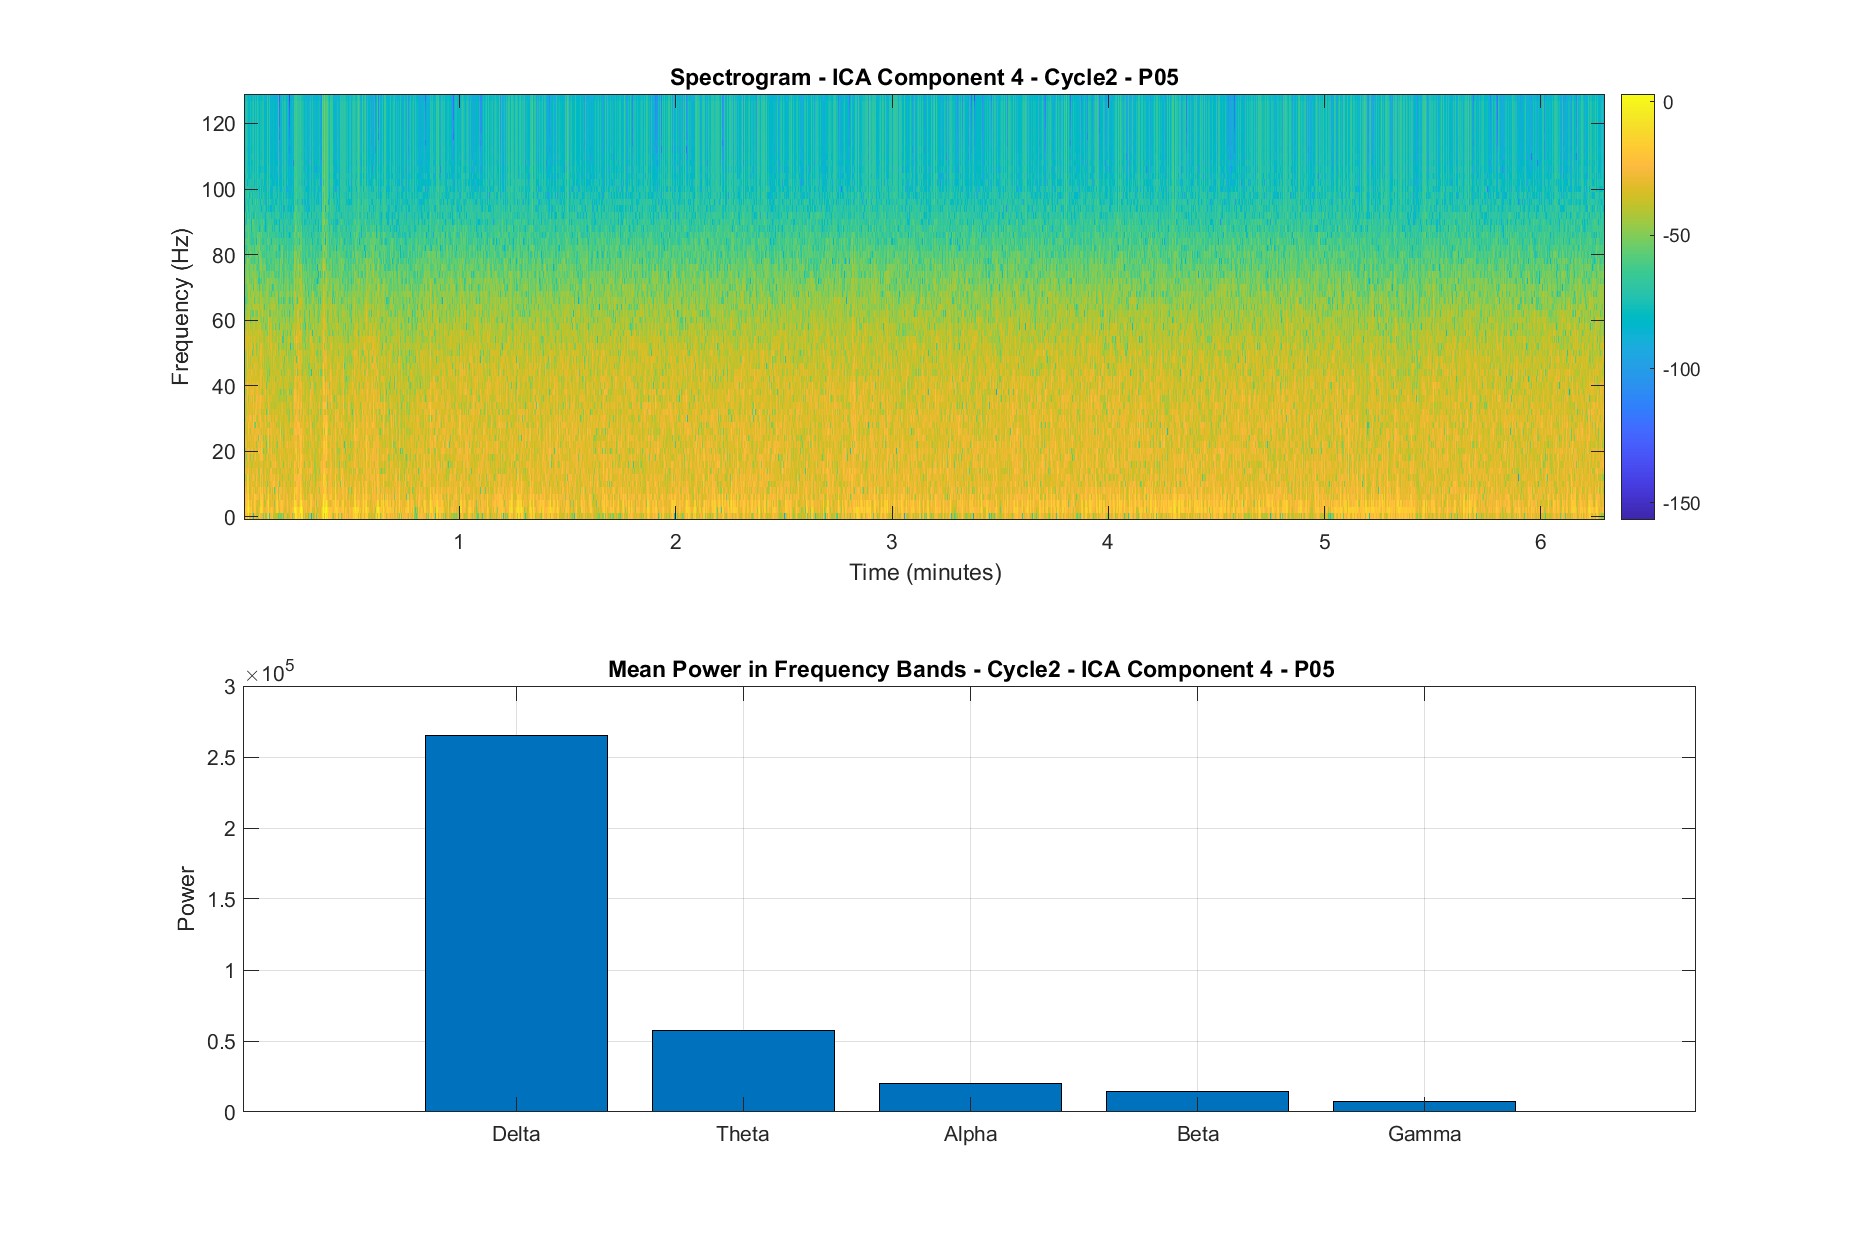 Spectrogram - ICA Component 4 - Cycle2 - P05
120
100
80
60
40
20
0
Frequency (Hz)
1 2 3 4 5 6
Time (minutes)
0
-50
-100
-150
Mean Power in Frequency Bands - Cycle2 - ICA Component 4 - P05
×10^5
3
2.5
2
1.5
1
0.5
0
Power
Delta Theta Alpha Beta Gamma